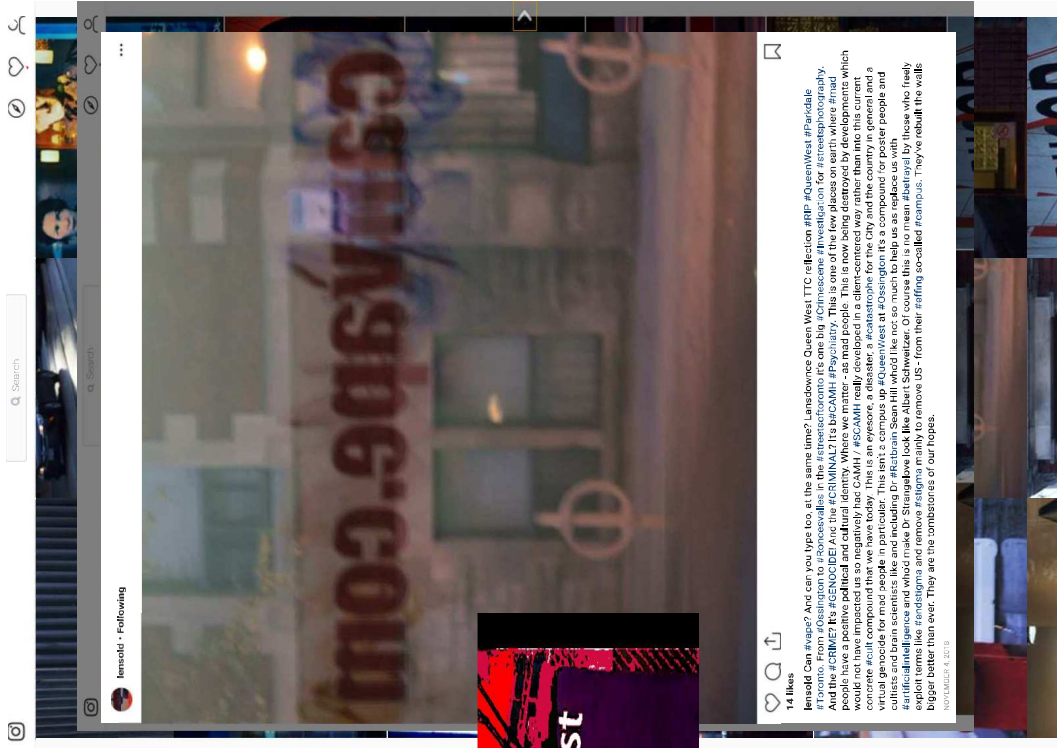 Search
Search
lensold • Following
csivape.com
14 likes
lensold Can #vape? And can you type too, at the same time? Lansdowne Queen West TTC reflection #RIP #QueenWest #Parkdale
#Toronto. From #Ossington to #Roncesvalles in the #streetsoftoronto it's one big #Crimescene #Investigation for #streetsphotography.
And the #CRIME? It's #GENOCIDE! And the #CRIMINAL? It's b#CAMH #Psychiatry. This is one of the few places on earth where #mad
people have a positive political and cultural identity. Where we matter - as mad people. This is now being destroyed by developments which
would not have impacted us so negatively had CAMH / #SCAMH really developed in a client-centered way rather than into this current
concrete #cult compound that we have today. This is an eyesore, a disaster, a #catastrophe for the City and the country in general and a
virtual genocide for mad people in particular. This isn't a campus up #QueenWest at #Ossington it's a compound for poster people and
cultists and brain scientists like and including Dr #Ratbrain Sean Hill who'd like not so much to help us as replace us with
#artificialintelligence and who'd make Dr Strangelove look like Albert Schweitzer. Of course this is no mean #betrayal by those who freely
exploit terms like #endstigma and remove #stigma mainly to remove US - from their #effing so-called #campus. They've rebuilt the walls
bigger better than ever. They are the tombstones of our hopes.
NOVEMBER 4, 2018
st